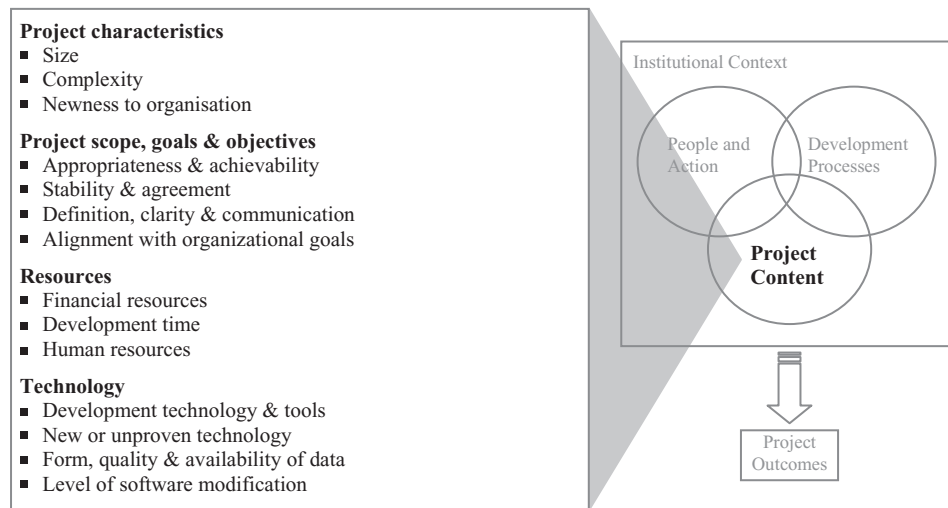 Project characteristics
▪ Size
▪ Complexity
▪ Newness to organisation
Project scope, goals & objectives
▪ Appropriateness & achievability
▪ Stability & agreement
▪ Definition, clarity & communication
▪ Alignment with organizational goals
Resources
▪ Financial resources
▪ Development time
▪ Human resources
Technology
▪ Development technology & tools
▪ New or unproven technology
▪ Form, quality & availability of data
▪ Level of software modification
Institutional Context
People and
Action
Development
Processes
Project
Content
Project
Outcomes